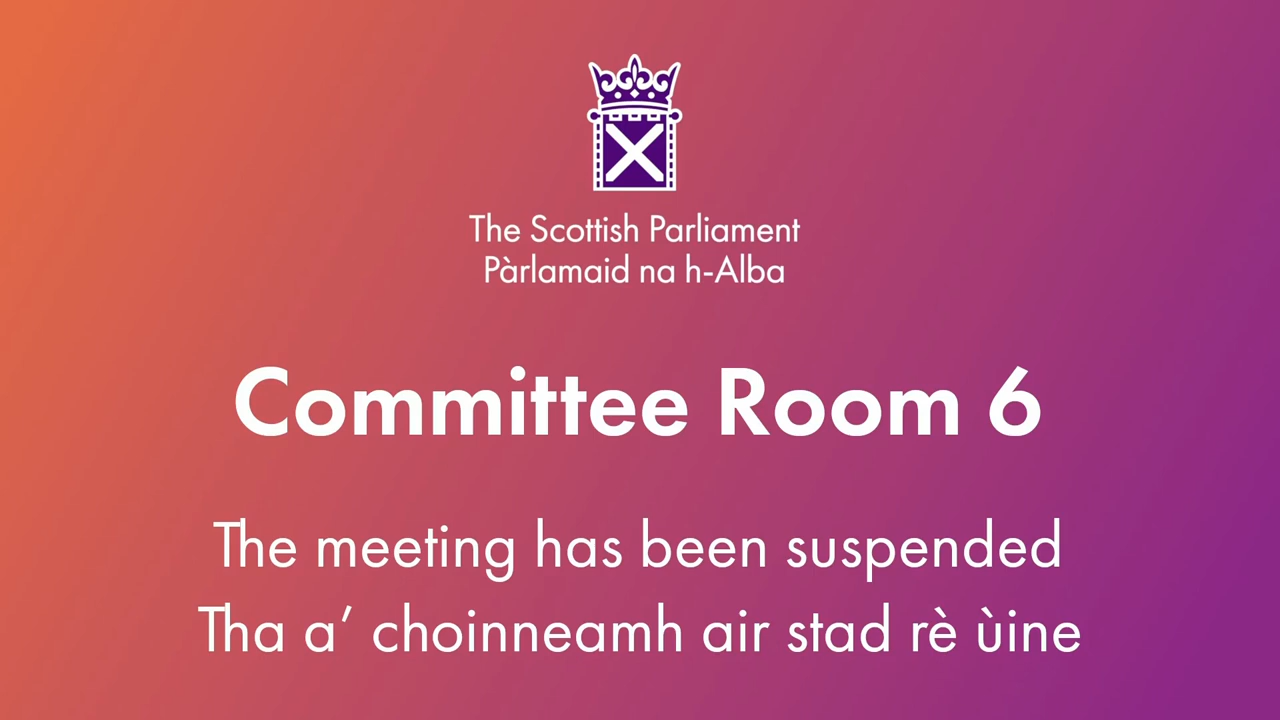 The Scottish Parliament
Pàrlamaid na h-Alba
Committee Room 6
The meeting has been suspended
Tha a’ choinneamh air stad rè ùine